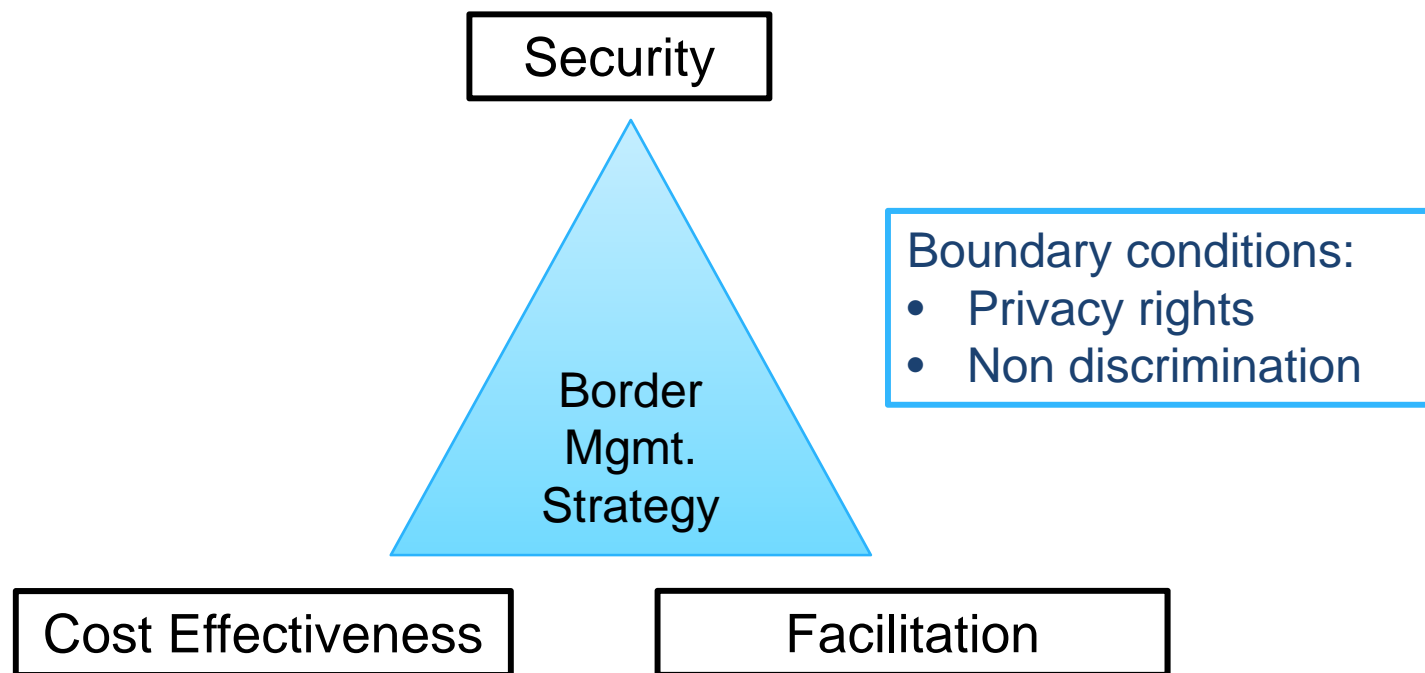 Security
Boundary conditions:
• Privacy rights
• Non discrimination
Border
Mgmt.
Strategy
Cost Effectiveness
Facilitation